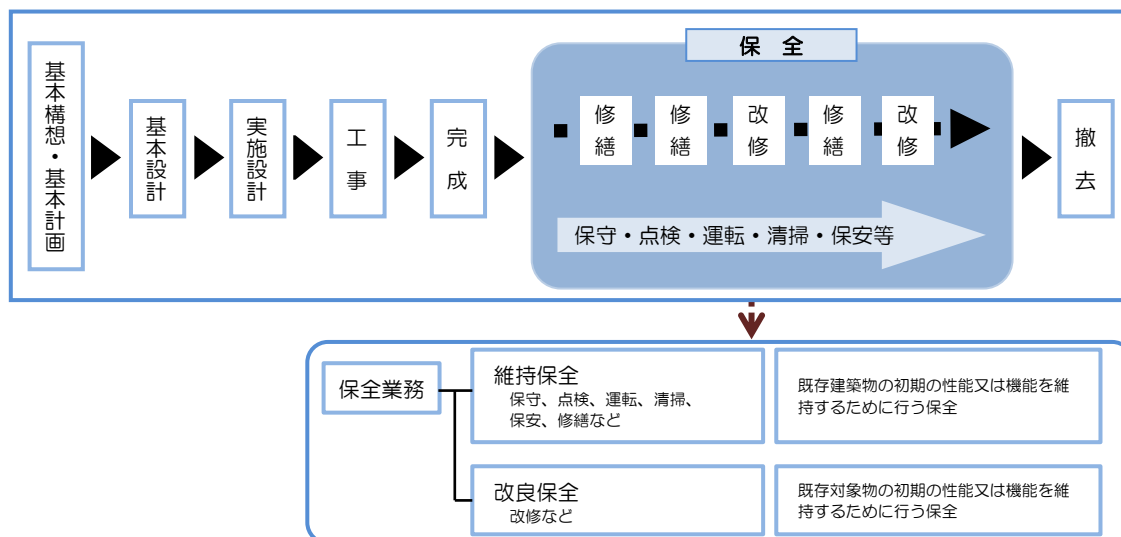 保 全
基本構想・基本計画
基本設計
実施設計
工事
完成
修繕
修繕
改修
修繕
改修
撤去
保守・点検・運転・清掃・保安等
保全業務
維持保全
保守、点検、運転、清掃、
保安、修繕など
既存建築物の初期の性能又は機能を維
持するために行う保全
改良保全
改修など
既存対象物の初期の性能又は機能を維
持するために行う保全